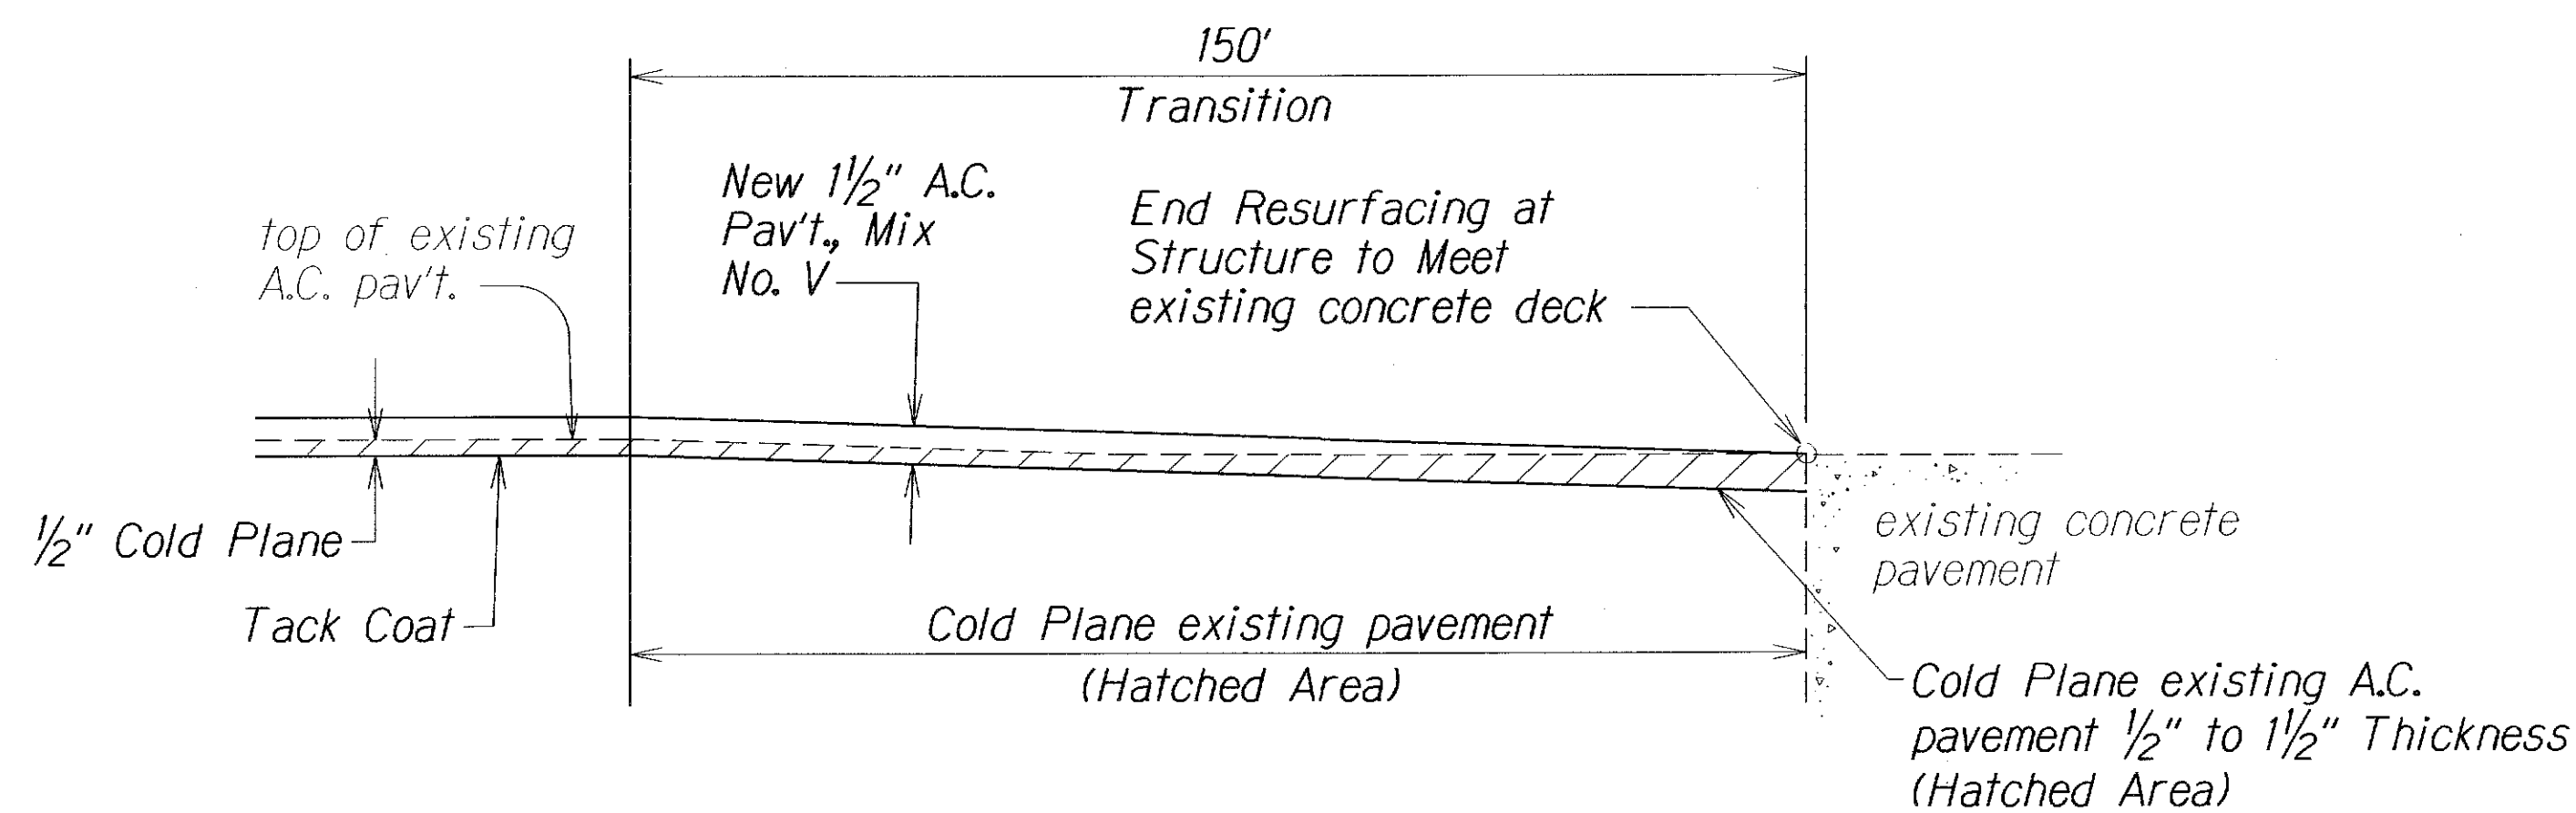 150'
Transition
New 1½" A.C.
Pav't., Mix
No. V
End Resurfacing at
Structure to Meet
existing concrete deck
top of existing
A.C. pav't.
½" Cold Plane
Tack Coat
existing concrete
pavement
Cold Plane existing pavement
(Hatched Area)
Cold Plane existing A.C.
pavement ½" to 1½" Thickness
(Hatched Area)